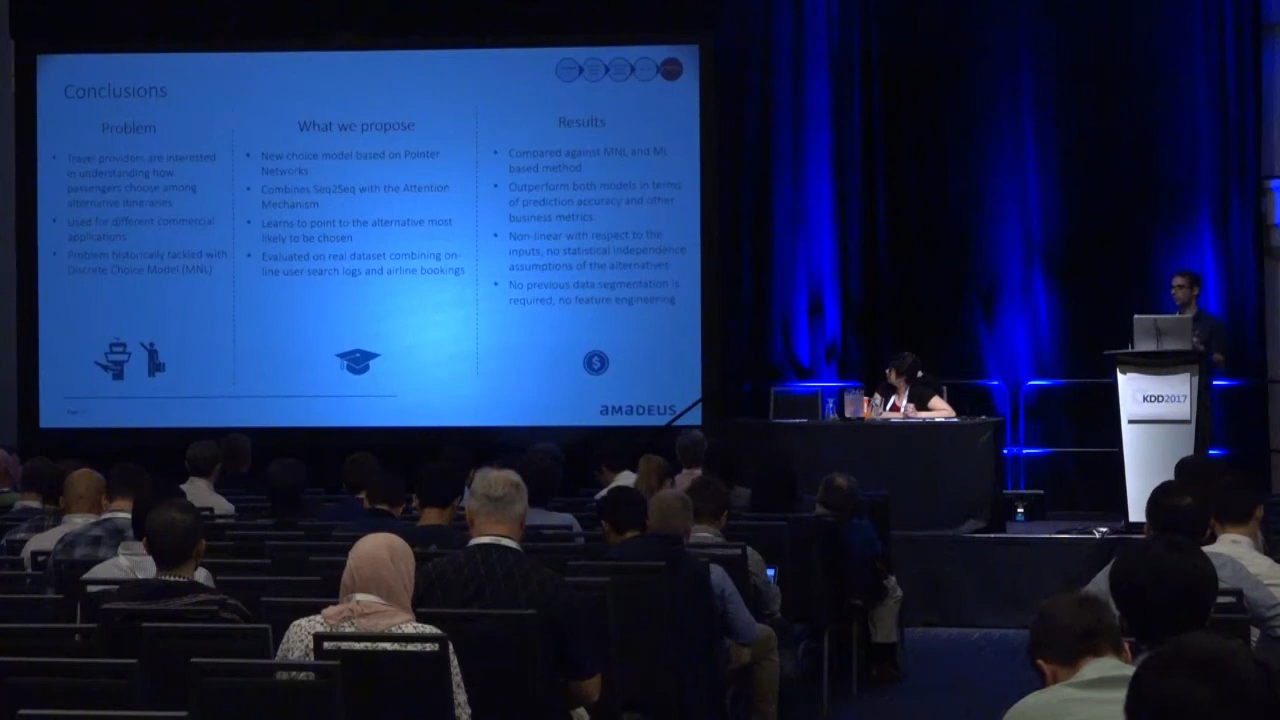 Conclusions
Problem
• Travel providers are interested
in understanding how
passengers choose among
alternative itineraries
• Used for different commercial
applications
• Problem historically tackled with
Discrete Choice Model (MNL)
What we propose
• New choice model based on Pointer
Networks
• Combines Seq2Seq with the Attention
Mechanism
• Learns to point to the alternative most
likely to be chosen
• Evaluated on real dataset combining on-
line user search logs and airline bookings
Results
• Compared against MNL and ML
based method
• Outperform both models in terms
of prediction accuracy and other
business metrics.
• Non-linear with respect to the
inputs, no statistical independence
assumptions of the alternatives
• No previous data segmentation is
required, no feature engineering
$
Page
amadeus
KDD2017